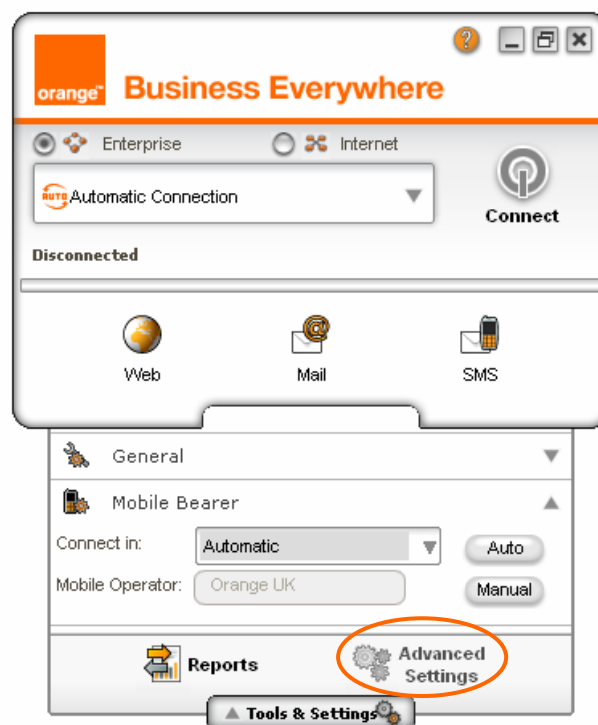 ?
orange™
Business Everywhere
Enterprise
Internet
AUTO Automatic Connection
Connect
Disconnected
Web
Mail
SMS
General
Mobile Bearer
Connect in:
Automatic
Auto
Mobile Operator:
Orange UK
Manual
Reports
Advanced
Settings
Tools & Settings